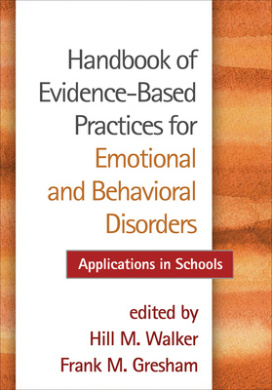 Handbook of
Evidence-Based
Practices for
Emotional
and Behavioral
Disorders
Applications in Schools
edited by
Hill M. Walker
Frank M. Gresham